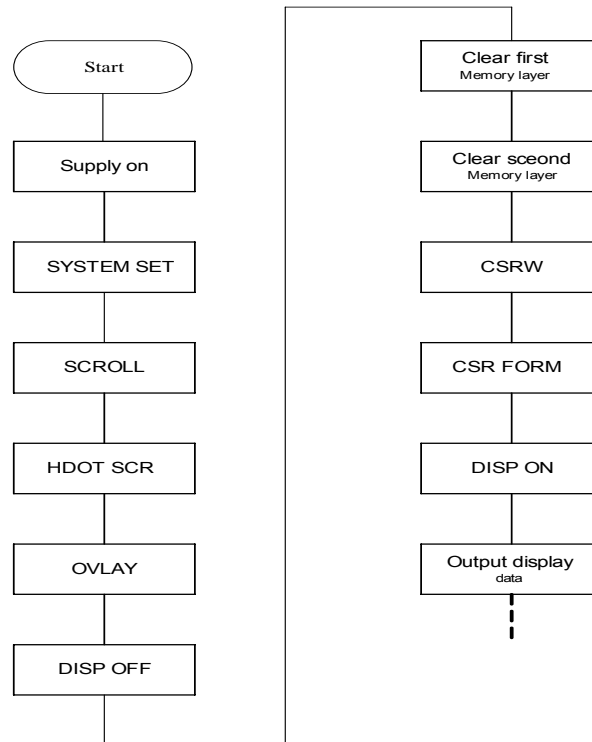 Start
Supply on
SYSTEM SET
SCROLL
HDOT SCR
OVLAY
DISP OFF
Clear first
Memory layer
Clear sceond
Memory layer
CSRW
CSR FORM
DISP ON
Output display
data